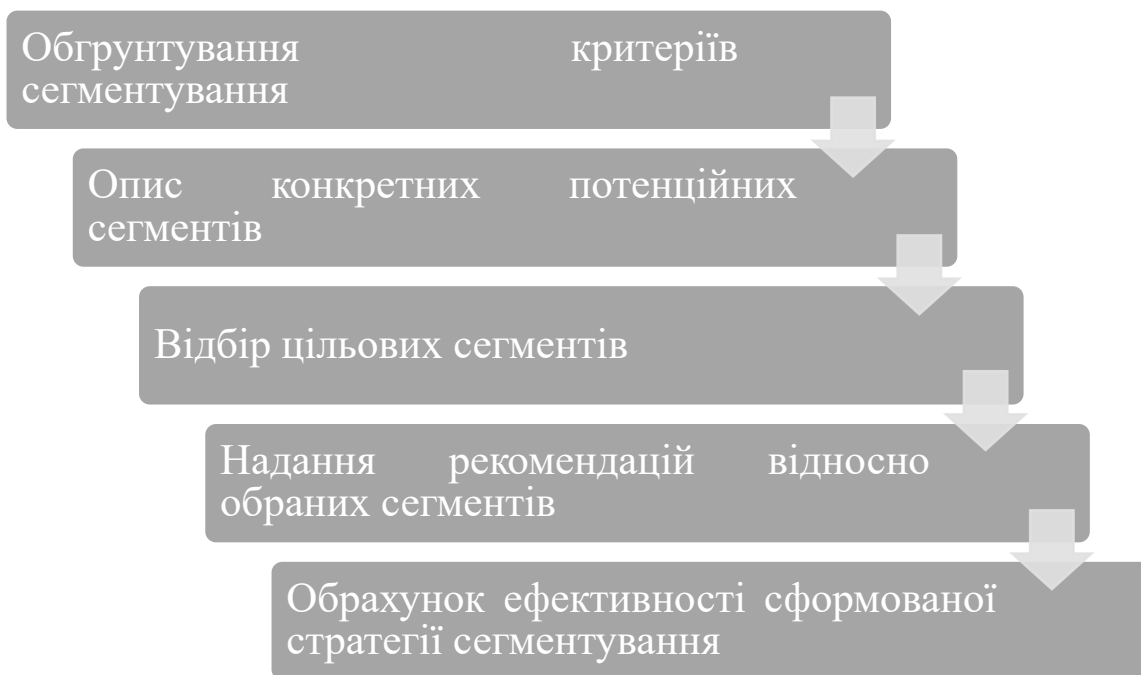 Обгрунтування критеріїв
сегментування
Опис конкретних потенційних
сегментів
Відбір цільових сегментів
Надання рекомендацій відносно
обраних сегментів
Обрахунок ефективності сформованої
стратегії сегментування